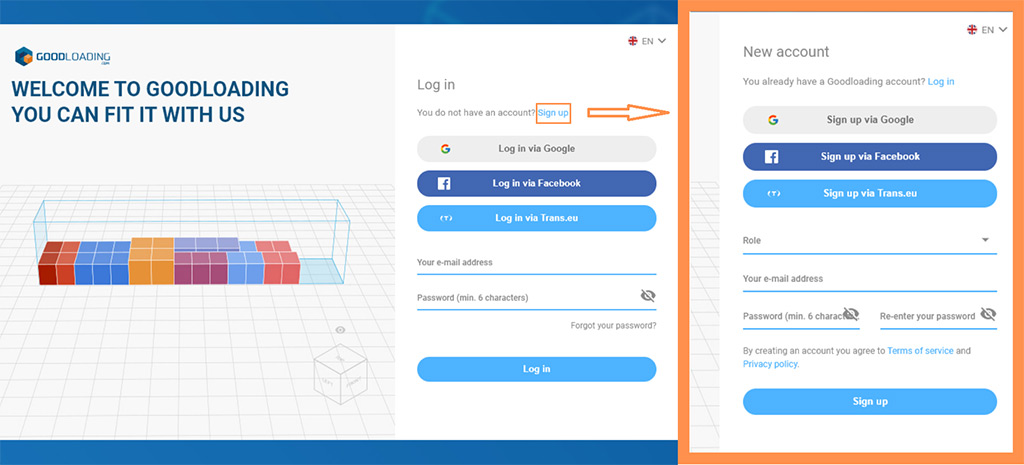 GOODLOADING
.COM
WELCOME TO GOODLOADING
YOU CAN FIT IT WITH US
EN
Log in
You do not have an account? Sign up
Log in via Google
Log in via Facebook
Log in via Trans.eu
Your e-mail address
Password (min. 6 characters)
Forgot your password?
Log in
LEFT
FRONT
EN
New account
You already have a Goodloading account? Log in
Sign up via Google
Sign up via Facebook
Sign up via Trans.eu
Role
Your e-mail address
Password (min. 6 charact
Re-enter your password
By creating an account you agree to Terms of service and
Privacy policy.
Sign up